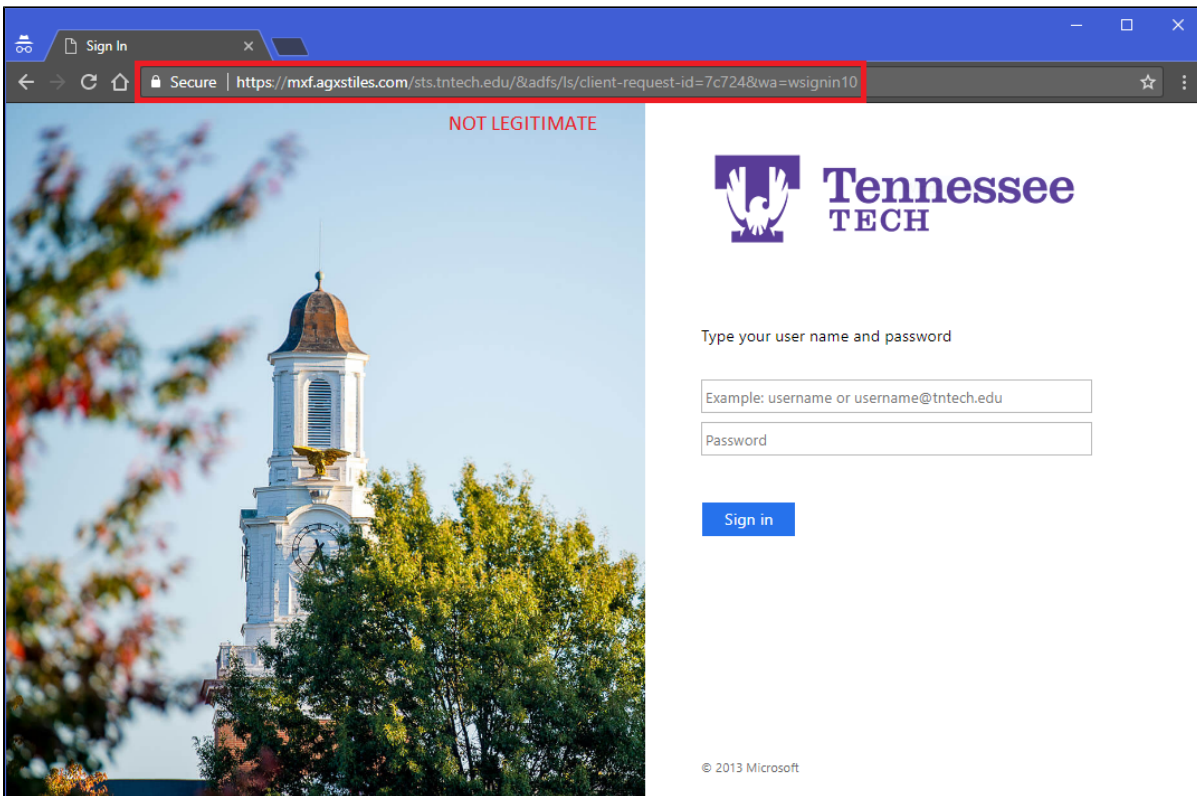 Sign In
Secure | https://mxf.agxstiles.com/sts.tntech.edu/&adfs/ls/client-request-id=7c724&wa=wsignin10
NOT LEGITIMATE
Tennessee
TECH
Type your user name and password
Example: username or username@tntech.edu
Password
Sign in
© 2013 Microsoft